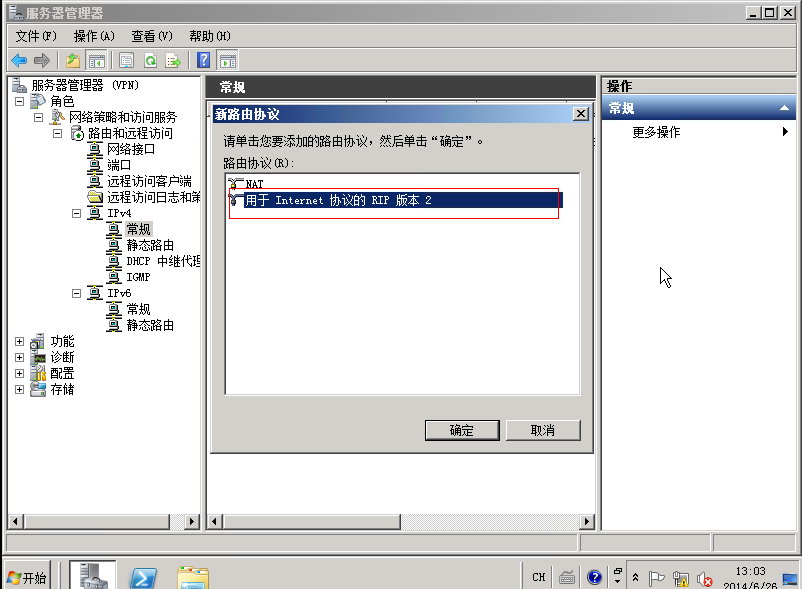 服务器管理器
文件(F) 操作(A) 查看(V) 帮助(H)
服务器管理器 (VPN)
角色
网络策略和访问服务
路由和远程访问
网络接口
端口
远程访问客户端
远程访问日志和策
IPv4
常规
静态路由
DHCP 中继代理
IGMP
IPv6
常规
静态路由
功能
诊断
配置
存储
常规
新路由协议
请单击您要添加的路由协议，然后单击“确定”。
路由协议(R):
NAT
用于 Internet 协议的 RIP 版本 2
确定 取消
操作
常规
更多操作
开始
CH
13:03
2014/6/26